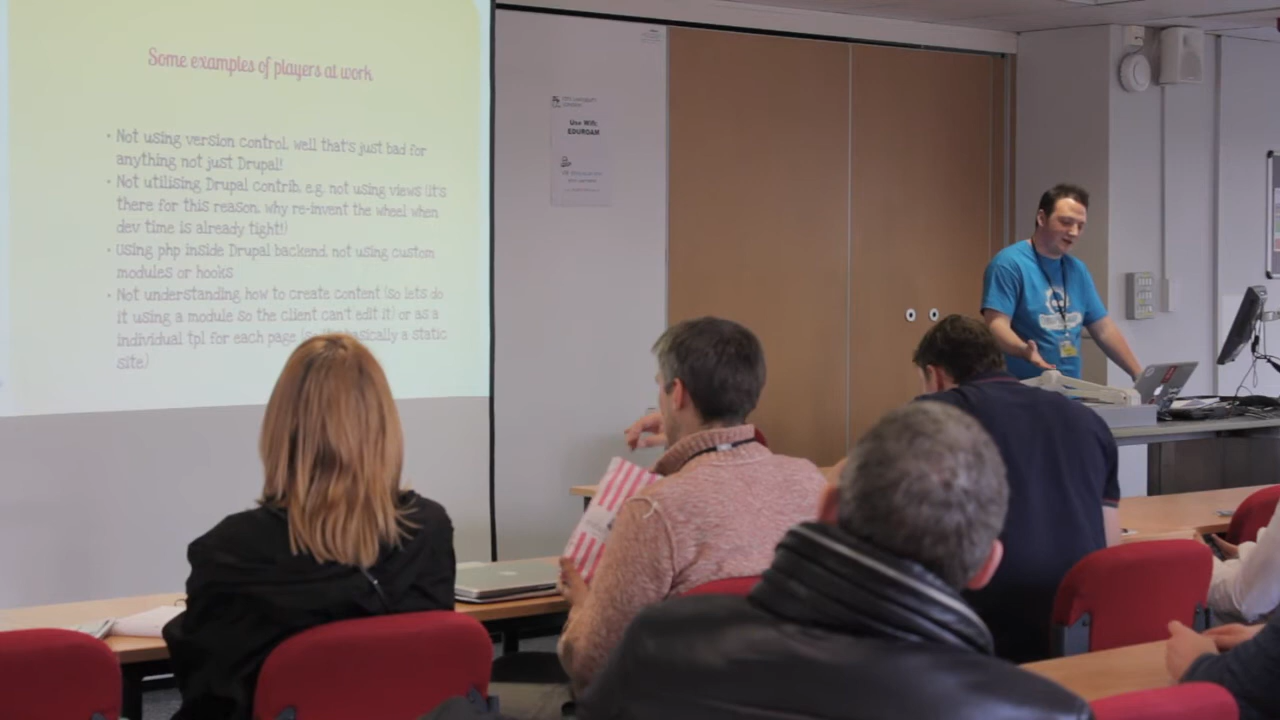 Some examples of players at work
• Not using version control, well that's just bad for
anything not just Drupal!
• Not utilising Drupal contrib, e.g. not using views (it's
there for this reason, why re-invent the wheel when
dev time is already tight!)
• Using php inside Drupal backend, not using custom
modules or hooks
• Not understanding how to create content (so lets do
it using a module so the client can't edit it) or as a
individual tpl for each page (so it's basically a static
site)
Use Wifi:
EDUROAM